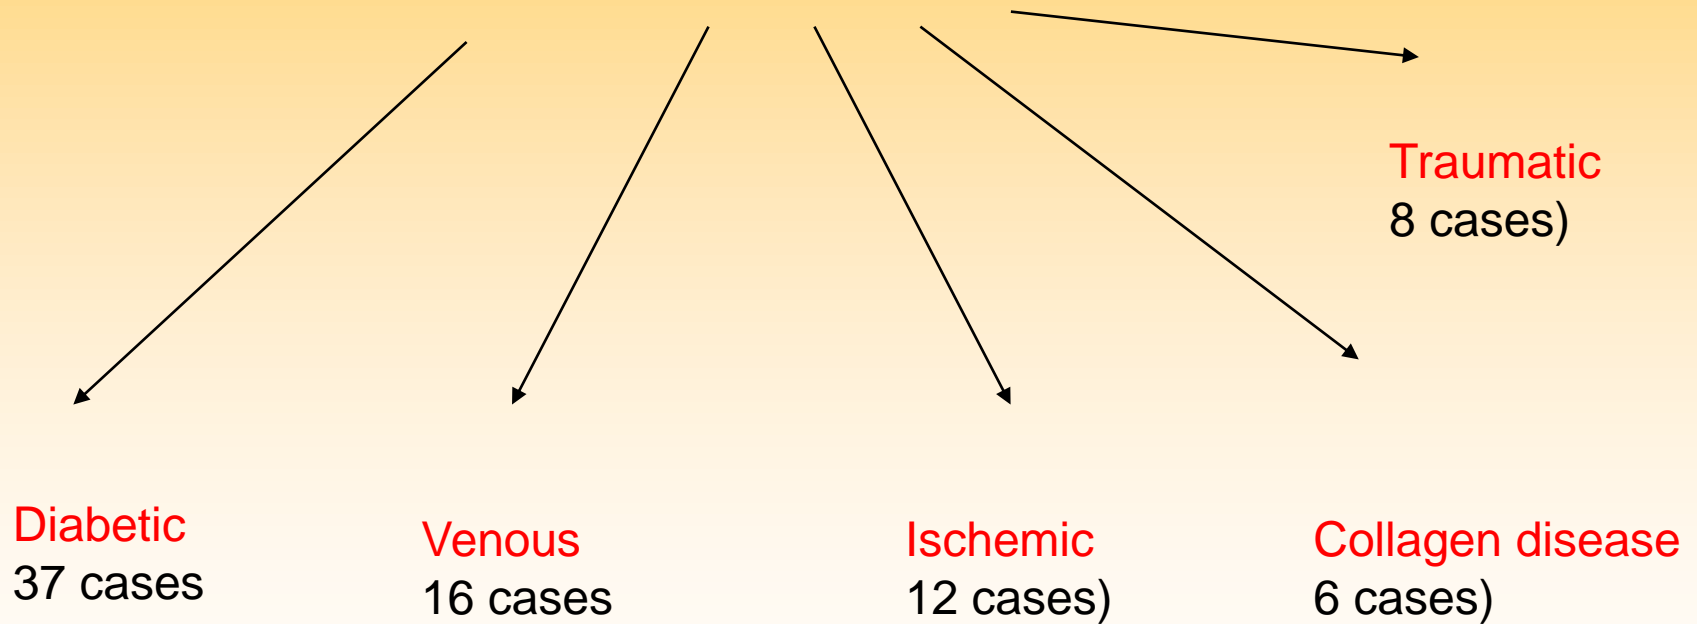 Traumatic
8 cases)
Diabetic
37 cases
Venous
16 cases
Ischemic
12 cases)
Collagen disease
6 cases)